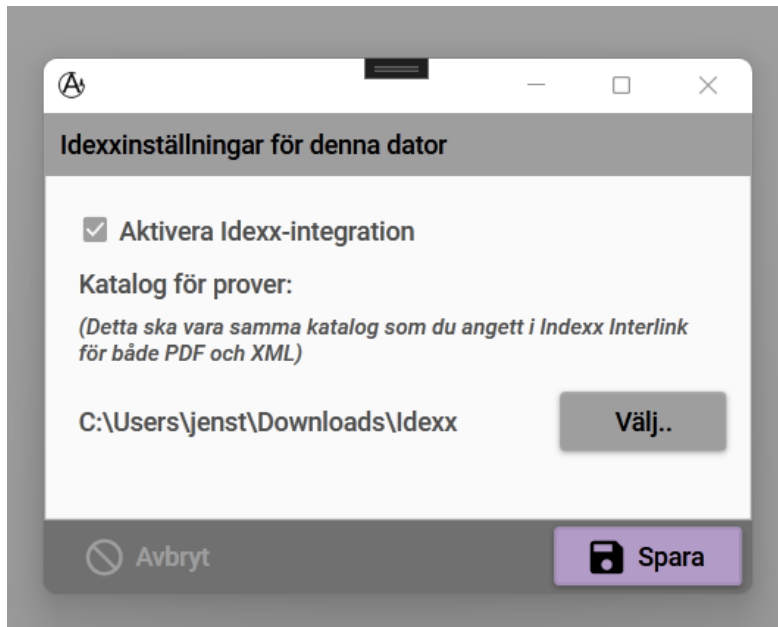 Idexxinställningar för denna dator
Aktivera Idexx-integration
Katalog för prover:
(Detta ska vara samma katalog som du angett i Indexx Interlink
för både PDF och XML)
C:\Users\jenst\Downloads\Idexx
Välj..
Avbryt
Spara